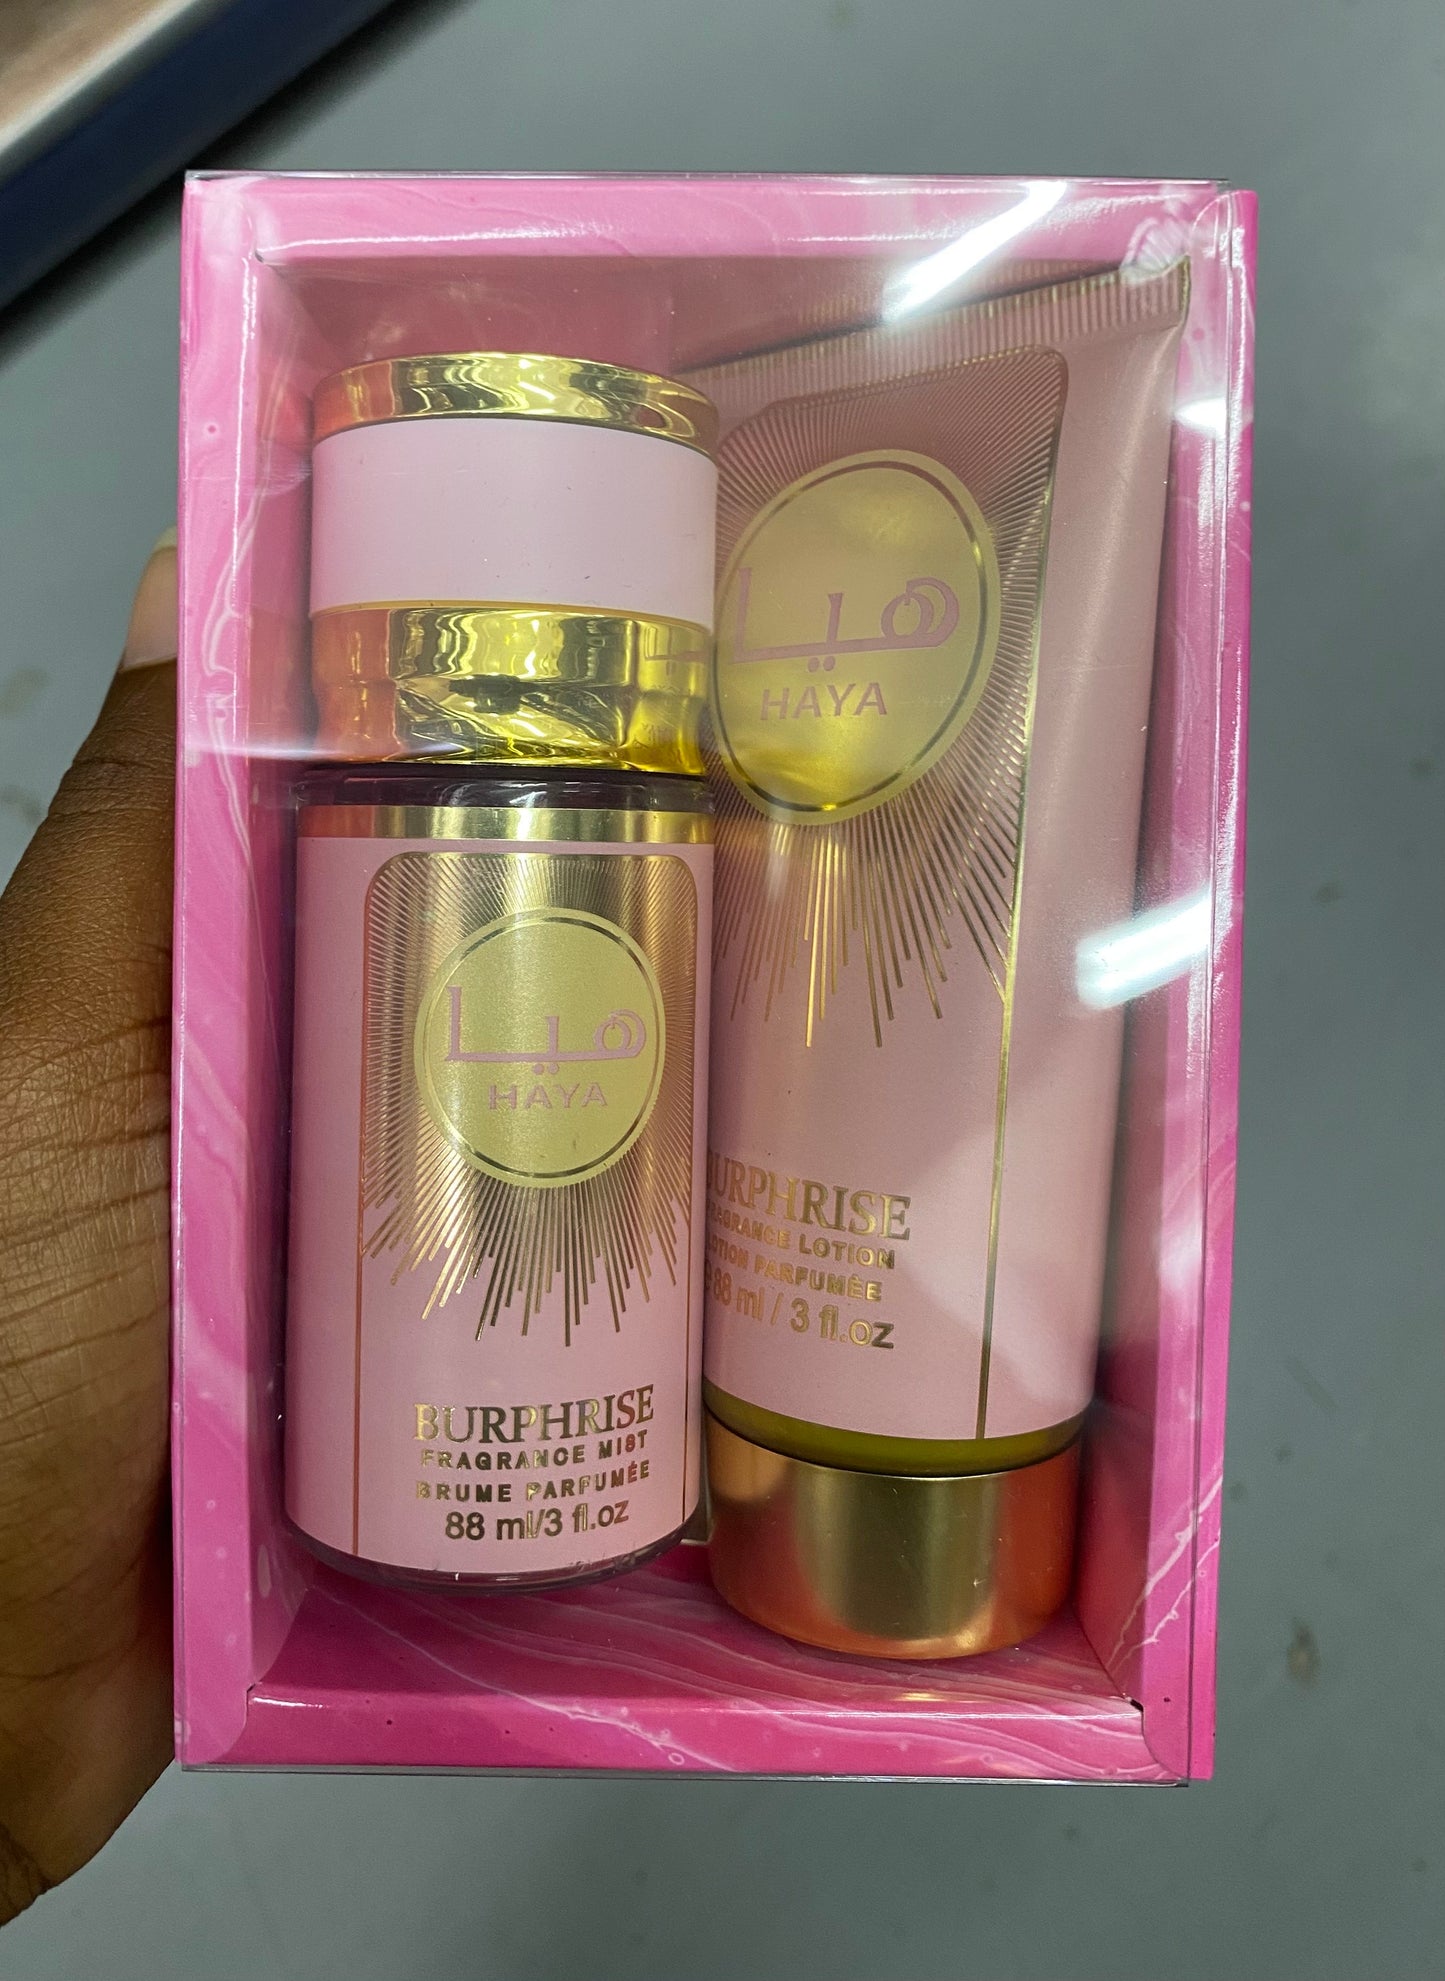 هيا
HAYA
BURPHRISE
FRAGRANCE MIST
BRUME PARFUMÉE
88 ml/3 fl.oz
هيا
HAYA
BURPHRISE
FRAGRANCE LOTION
LOTION PARFUMÉE
88 ml / 3 fl.oz